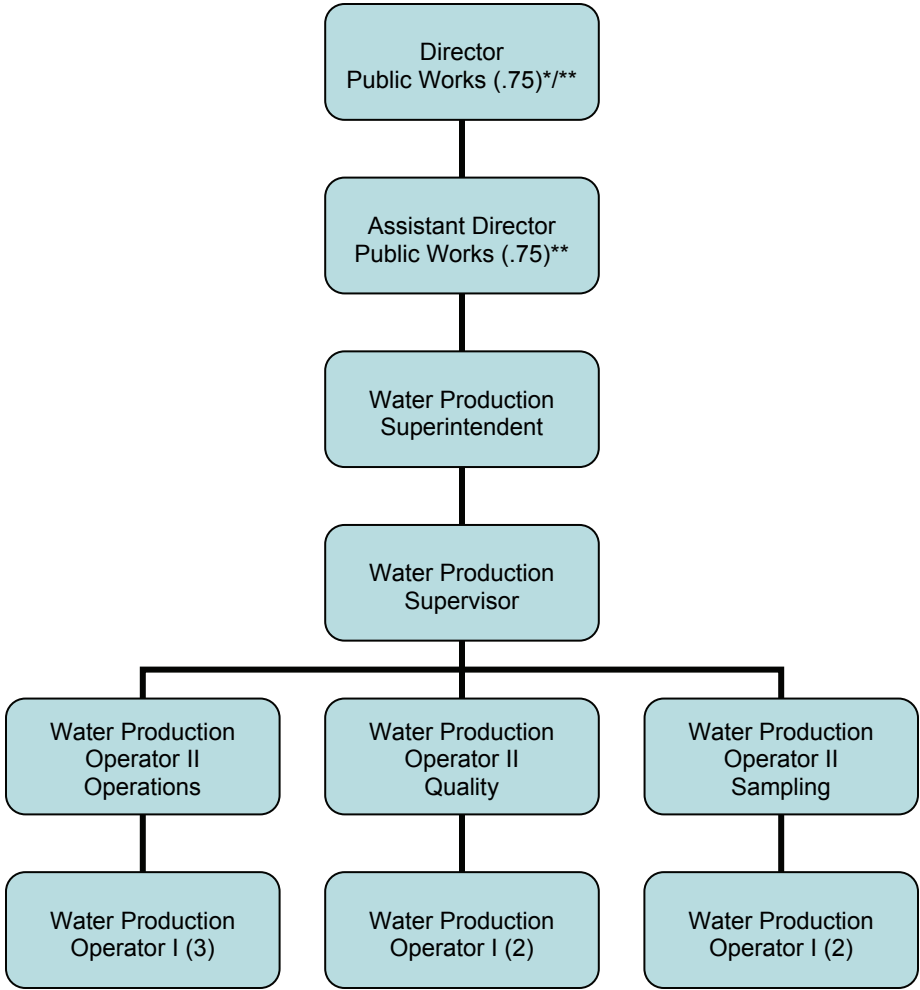 Director
Public Works (.75)*/**
Assistant Director
Public Works (.75)**
Water Production
Superintendent
Water Production
Supervisor
Water Production
Operator II
Operations
Water Production
Operator II
Quality
Water Production
Operator II
Sampling
Water Production
Operator I (3)
Water Production
Operator I (2)
Water Production
Operator I (2)